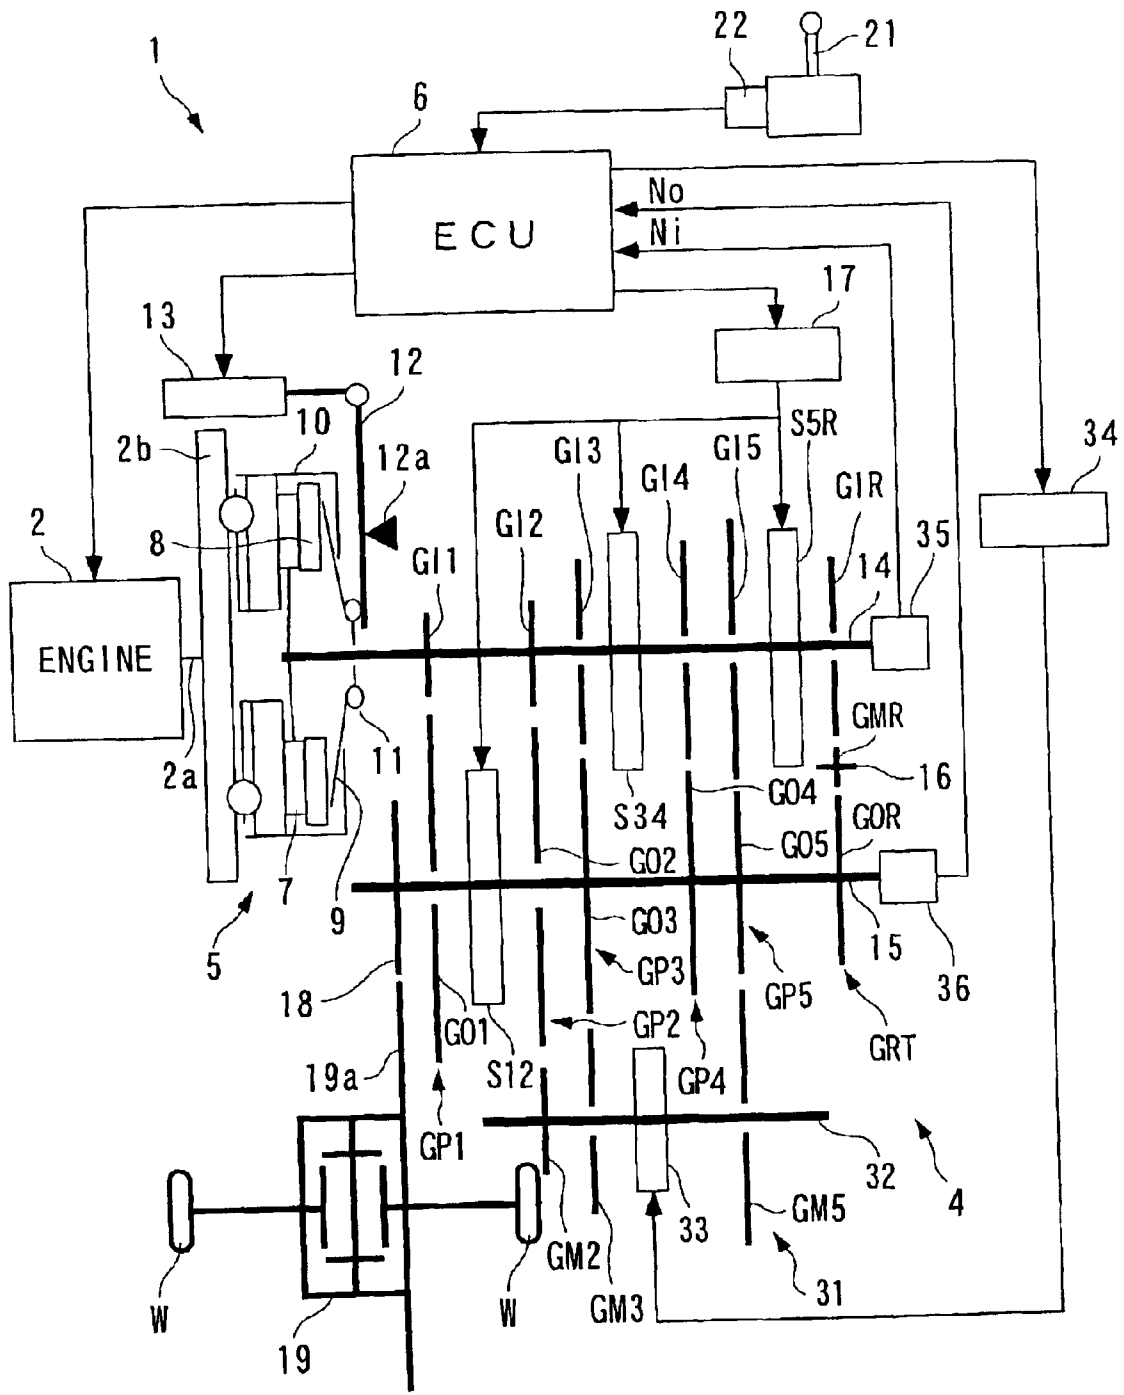 22
21
1
6
No
ECU
Ni
17
13
12
34
10
S5R
2b
12a
GI3
GI5
GI4
GIR
2
8
GI2
35
GI1
14
ENGINE
GMR
2a
11
16
S34
GO4
GOR
GO2
GO5
7
9
GO3
15
5
GP3
36
18
GP5
GO1
GP2
GRT
19a
S12
GP4
GP1
32
33
GM5
4
GM2
W
W
GM3
31
19